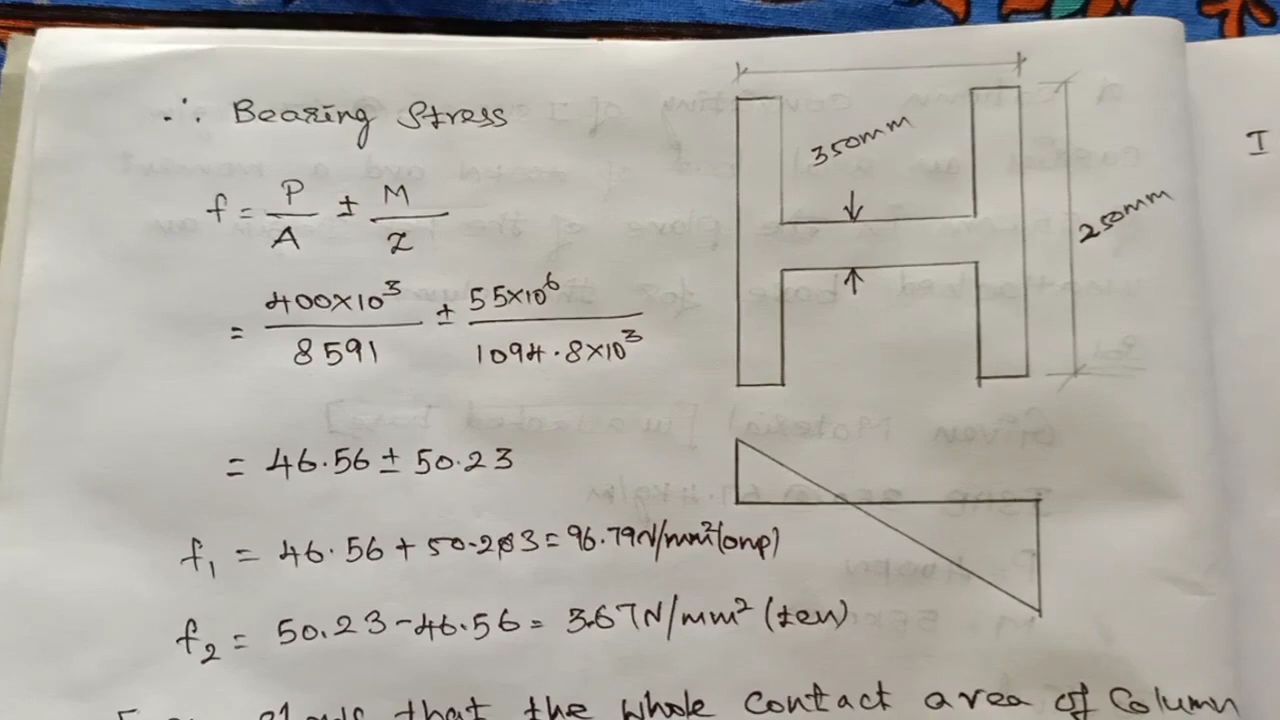 ∴ Bearing Stress
f = P/A ± M/Z
= 400×10³/8591 ± 55×10⁶/1094.8×10³
= 46.56 ± 50.23
f₁ = 46.56 + 50.23 = 96.79N/mm² (omp)
f₂ = 50.23 - 46.56 = 3.67N/mm² (ten)
that the whole contact area of Column
350mm
250mm
I